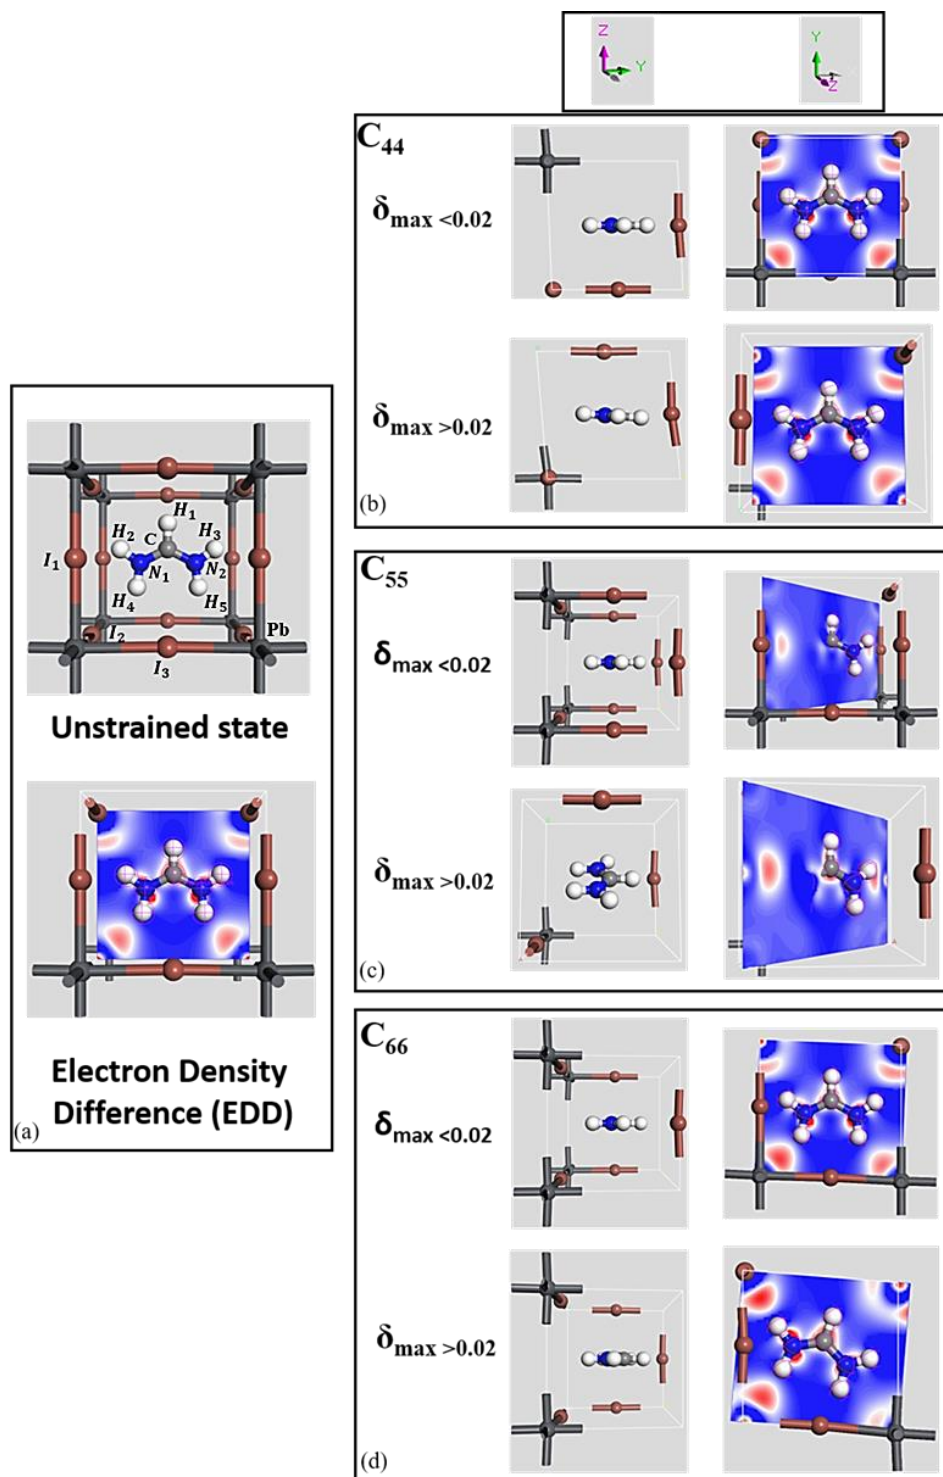 Z
Y
Y
Z
C44
δmax <0.02
δmax >0.02
(b)
H1
H2 C H3
I1 N1 N2
H4 H5
I2 Pb
I3
Unstrained state
Electron Density
Difference (EDD)
(a)
C55
δmax <0.02
δmax >0.02
(c)
C66
δmax <0.02
δmax >0.02
(d)